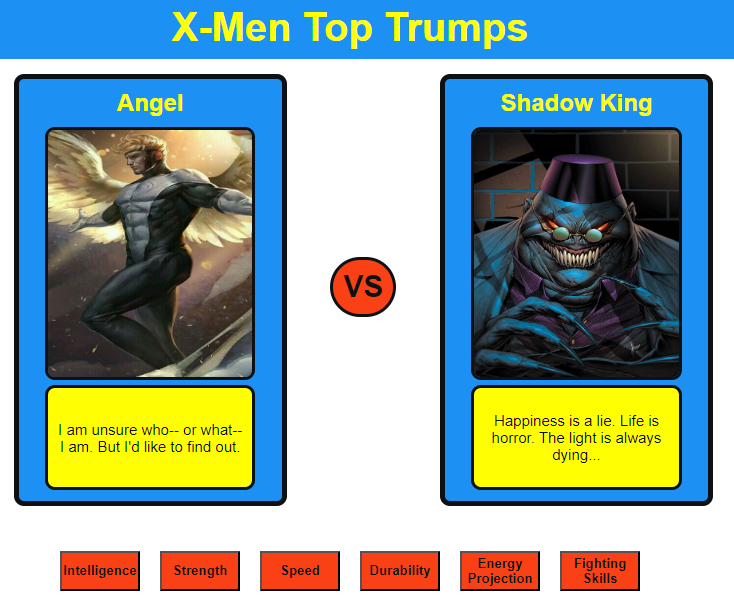 X-Men Top Trumps
Angel
I am unsure who-- or what--
I am. But I'd like to find out.
VS
Shadow King
Happiness is a lie. Life is
horror. The light is always
dying...
Intelligence
Strength
Speed
Durability
Energy
Projection
Fighting
Skills